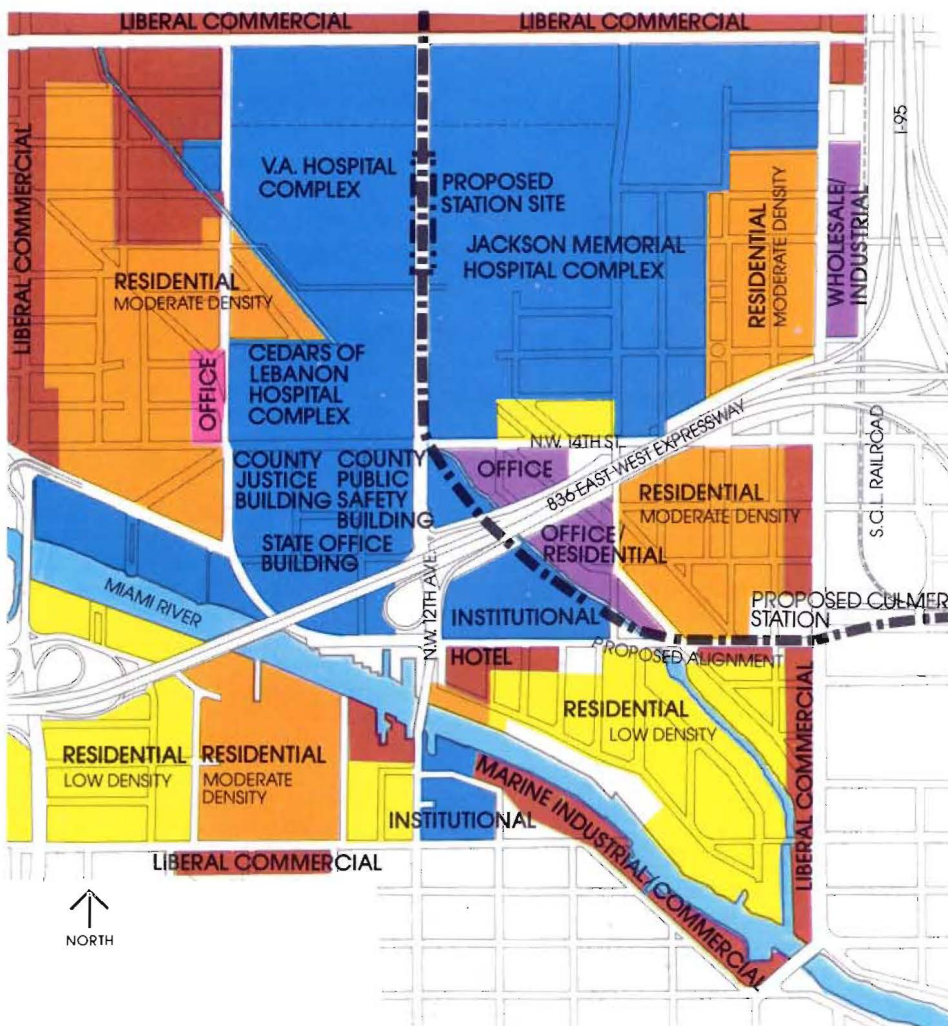 LIBERAL COMMERCIAL
LIBERAL COMMERCIAL
I-95
V.A. HOSPITAL
COMPLEX
PROPOSED
STATION SITE
LIBERAL COMMERCIAL
JACKSON MEMORIAL
HOSPITAL COMPLEX
RESIDENTIAL
MODERATE DENSITY
WHOLESALE/
INDUSTRIAL
RESIDENTIAL
MODERATE DENSITY
OFFICE
CEDARS OF
LEBANON
HOSPITAL
COMPLEX
N.W. 14TH ST.
836 EAST-WEST EXPRESSWAY
S.C.L. RAILROAD
COUNTY
JUSTICE
BUILDING
COUNTY
PUBLIC
SAFETY
BUILDING
STATE OFFICE
BUILDING
OFFICE
OFFICE/
RESIDENTIAL
RESIDENTIAL
MODERATE DENSITY
MIAMI RIVER
N.W. 12TH AVE.
INSTITUTIONAL
PROPOSED CULMER
STATION
PROPOSED ALIGNMENT
HOTEL
RESIDENTIAL
LOW DENSITY
RESIDENTIAL
LOW DENSITY
RESIDENTIAL
MODERATE
DENSITY
LIBERAL COMMERCIAL
INSTITUTIONAL
MARINE INDUSTRIAL/COMMERCIAL
LIBERAL COMMERCIAL
NORTH